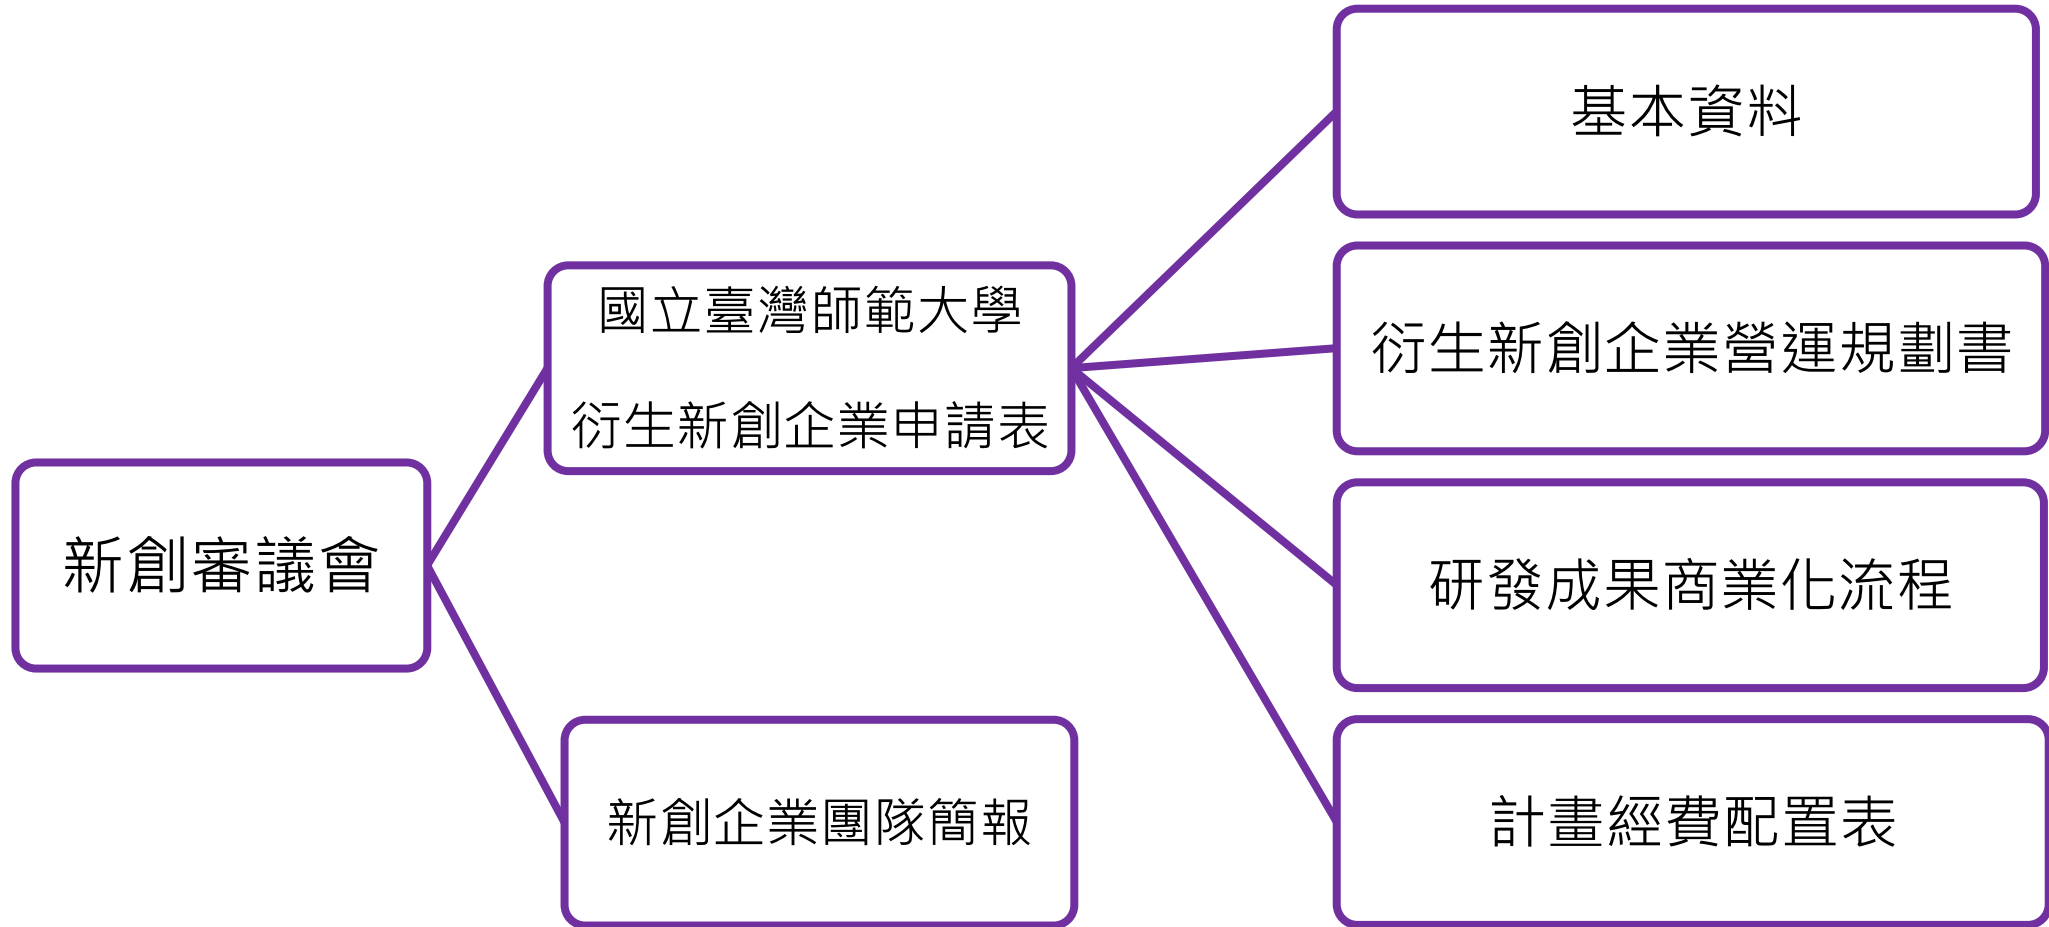 新創審議會
國立臺灣師範大學
衍生新創企業申請表
新創企業團隊簡報
基本資料
衍生新創企業營運規劃書
研發成果商業化流程
計畫經費配置表